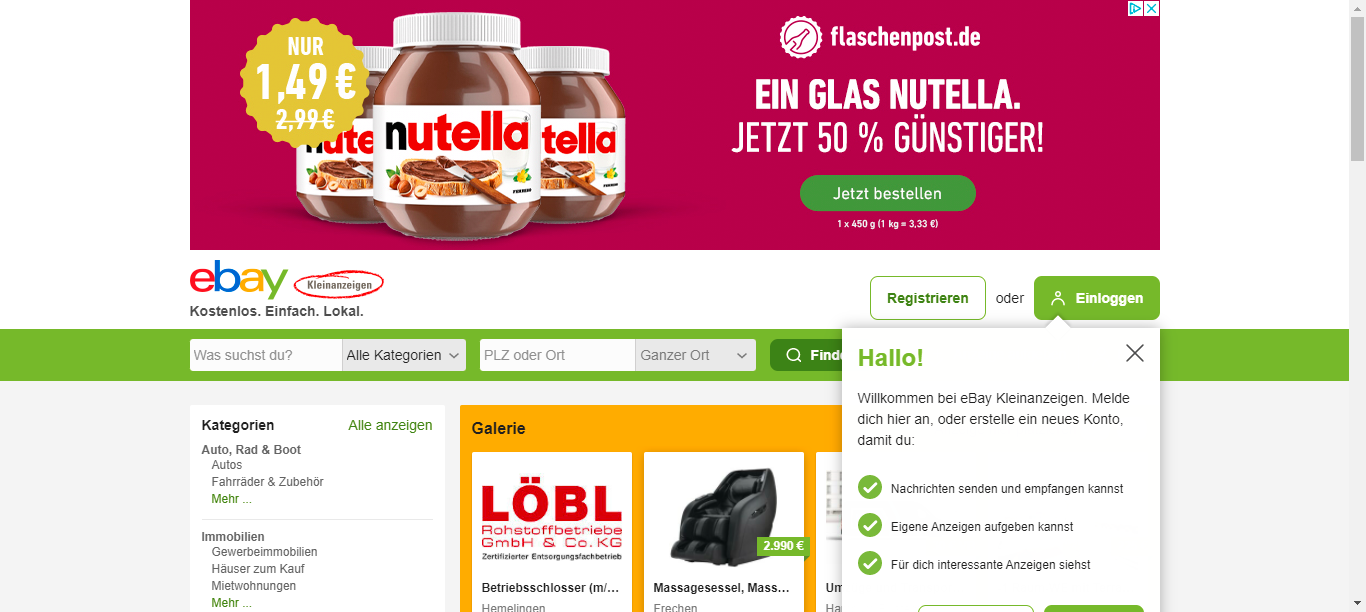 NUR
1,49 €
2,99 €
nutella
FERRERO
flaschenpost.de
EIN GLAS NUTELLA.
JETZT 50 % GÜNSTIGER!
Jetzt bestellen
1 x 450 g (1 kg = 3,33 €)
ebay Kleinanzeigen
Kostenlos. Einfach. Lokal.
Registrieren oder Einloggen
Was suchst du? Alle Kategorien PLZ oder Ort Ganzer Ort
Hallo!
Willkommen bei eBay Kleinanzeigen. Melde
dich hier an, oder erstelle ein neues Konto,
damit du:
Nachrichten senden und empfangen kannst
Eigene Anzeigen aufgeben kannst
Für dich interessante Anzeigen siehst
Kategorien Alle anzeigen
Auto, Rad & Boot
Autos
Fahrräder & Zubehör
Mehr ...
Immobilien
Gewerbeimmobilien
Häuser zum Kauf
Mietwohnungen
Mehr ...
Galerie
LÖBL
Rohstoffbetriebe
GmbH & Co. KG
Zertifizierter Entsorgungsfachbetrieb
Betriebsschlosser (m/...
Hemelingen
2.990 €
Massagesessel, Mass...
Frechen